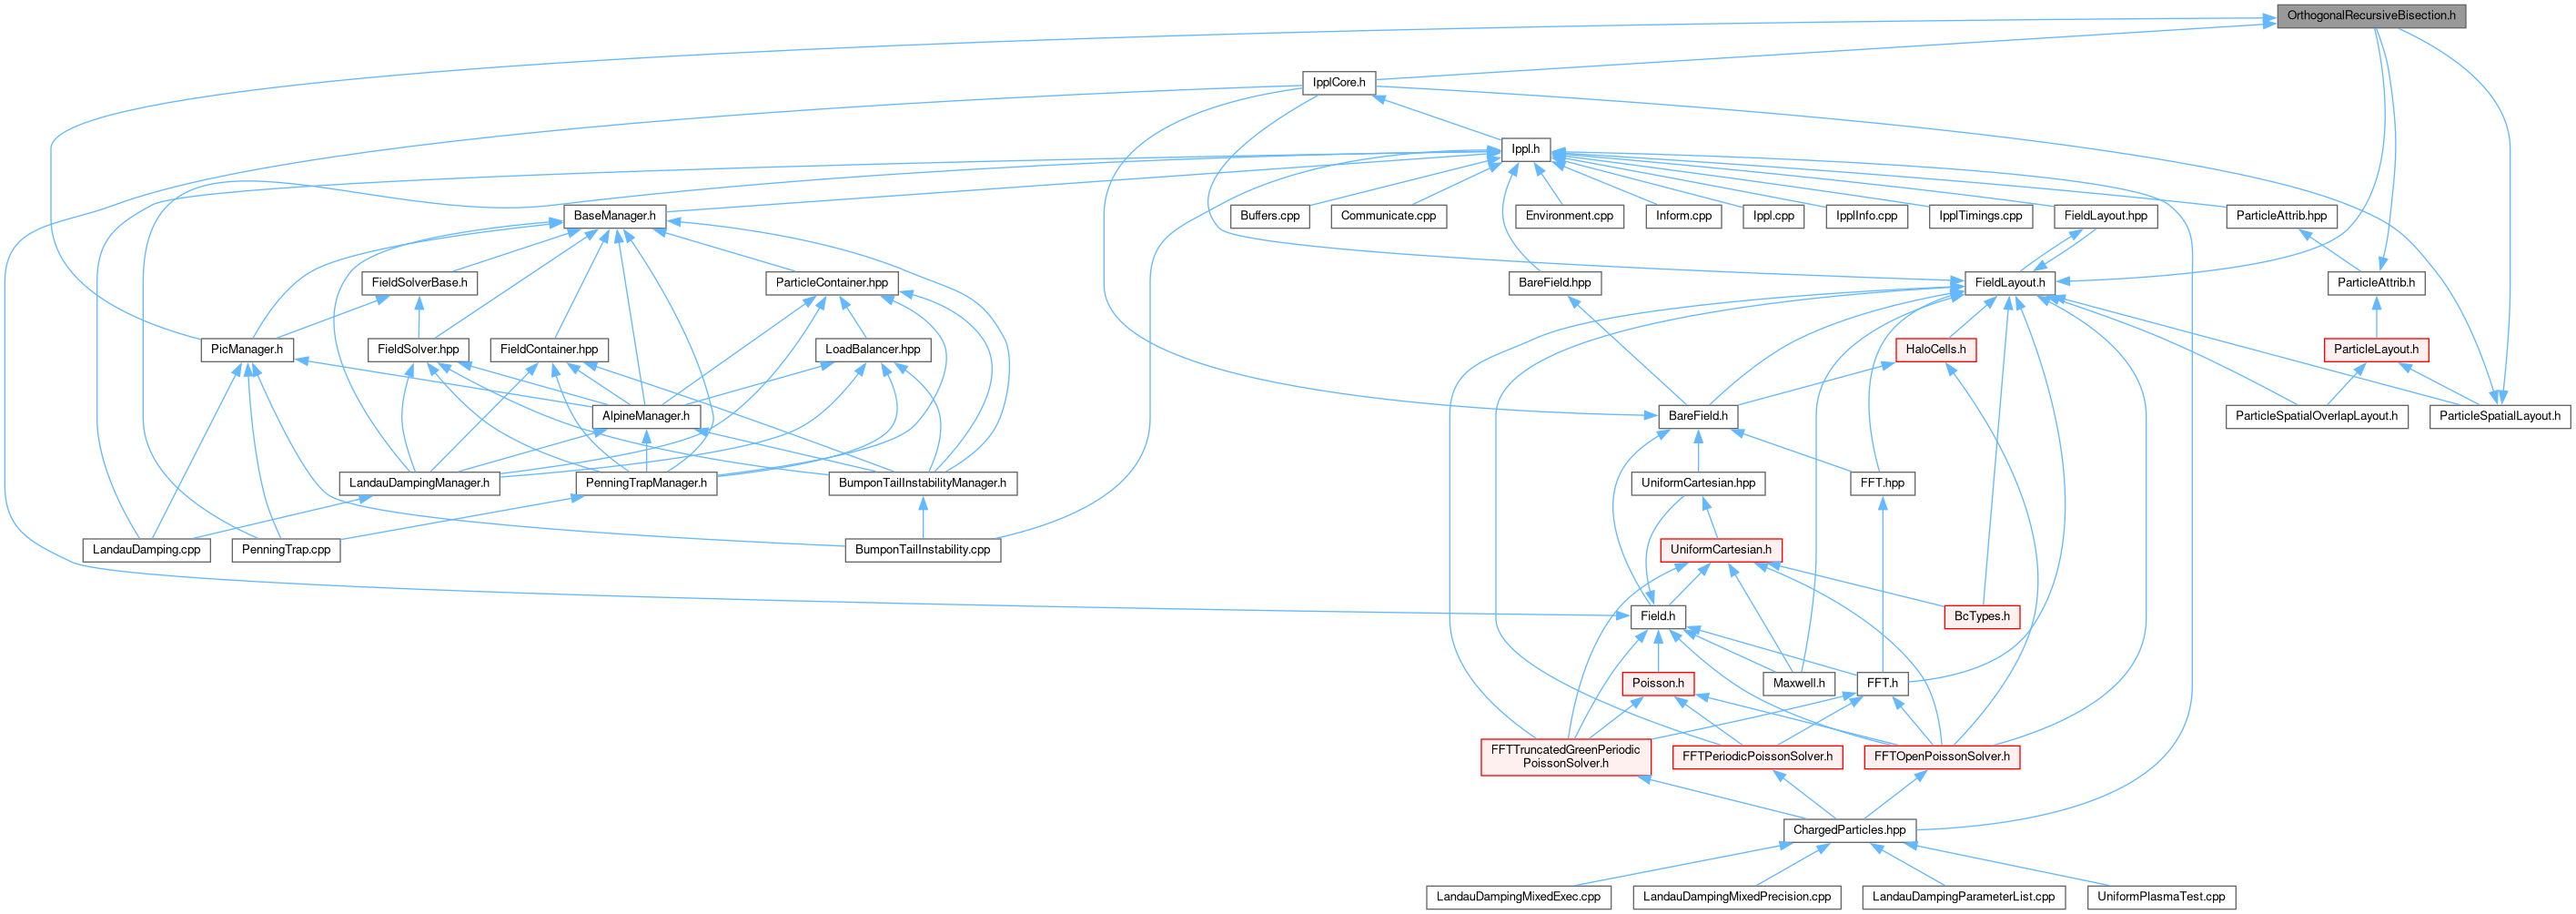 OrthogonalRecursiveBisection.h
IpplCore.h
Ippl.h
BaseManager.h
Buffers.cpp
Communicate.cpp
Environment.cpp
Inform.cpp
Ippl.cpp
IpplInfo.cpp
IpplTimings.cpp
FieldLayout.hpp
ParticleAttrib.hpp
FieldSolverBase.h
ParticleContainer.hpp
BareField.hpp
FieldLayout.h
ParticleAttrib.h
PicManager.h
FieldSolver.hpp
FieldContainer.hpp
LoadBalancer.hpp
HaloCells.h
ParticleLayout.h
AlpineManager.h
BareField.h
ParticleSpatialOverlapLayout.h
ParticleSpatialLayout.h
LandauDampingManager.h
PenningTrapManager.h
BumponTailInstabilityManager.h
UniformCartesian.hpp
FFT.hpp
LandauDamping.cpp
PenningTrap.cpp
BumponTailInstability.cpp
UniformCartesian.h
Field.h
BcTypes.h
Poisson.h
Maxwell.h
FFT.h
FFTTruncatedGreenPeriodic
PoissonSolver.h
FFTPeriodicPoissonSolver.h
FFTOpenPoissonSolver.h
ChargedParticles.hpp
LandauDampingMixedExec.cpp
LandauDampingMixedPrecision.cpp
LandauDampingParameterList.cpp
UniformPlasmaTest.cpp